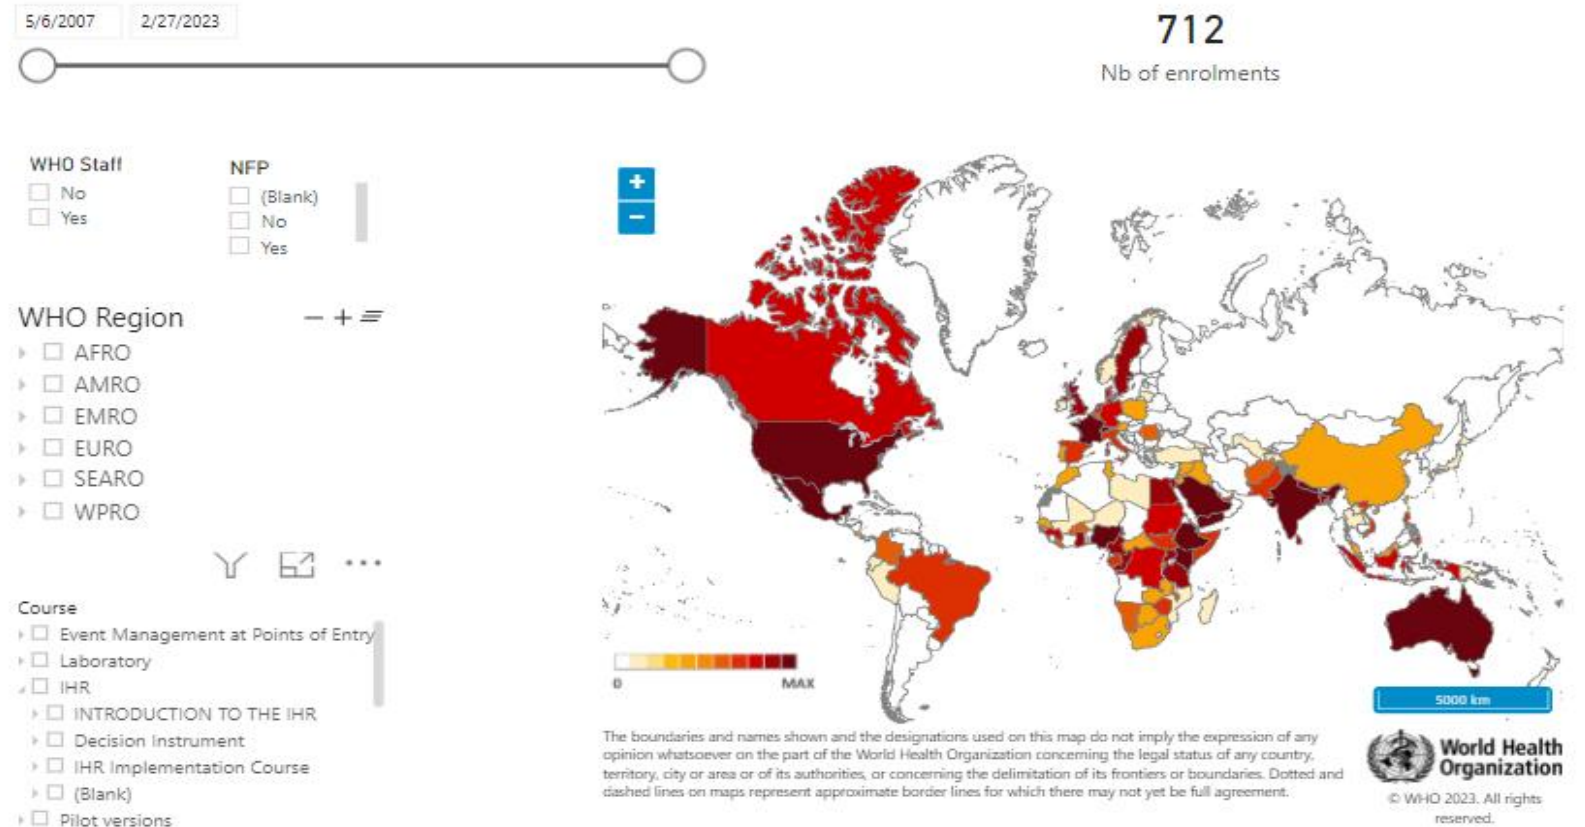 5/6/2007 2/27/2023
712
Nb of enrolments
WHO Staff
No
Yes
NFP
(Blank)
No
Yes
WHO Region
AFRO
AMRO
EMRO
EURO
SEARO
WPRO
Course
Event Management at Points of Entry
Laboratory
IHR
INTRODUCTION TO THE IHR
Decision Instrument
IHR Implementation Course
(Blank)
Pilot versions
+
−
0 MAX
5000 km
The boundaries and names shown and the designations used on this map do not imply the expression of any
opinion whatsoever on the part of the World Health Organization concerning the legal status of any country,
territory, city or area or of its authorities, or concerning the delimitation of its frontiers or boundaries. Dotted and
dashed lines on maps represent approximate border lines for which there may not yet be full agreement.
World Health
Organization
© WHO 2023. All rights
reserved.